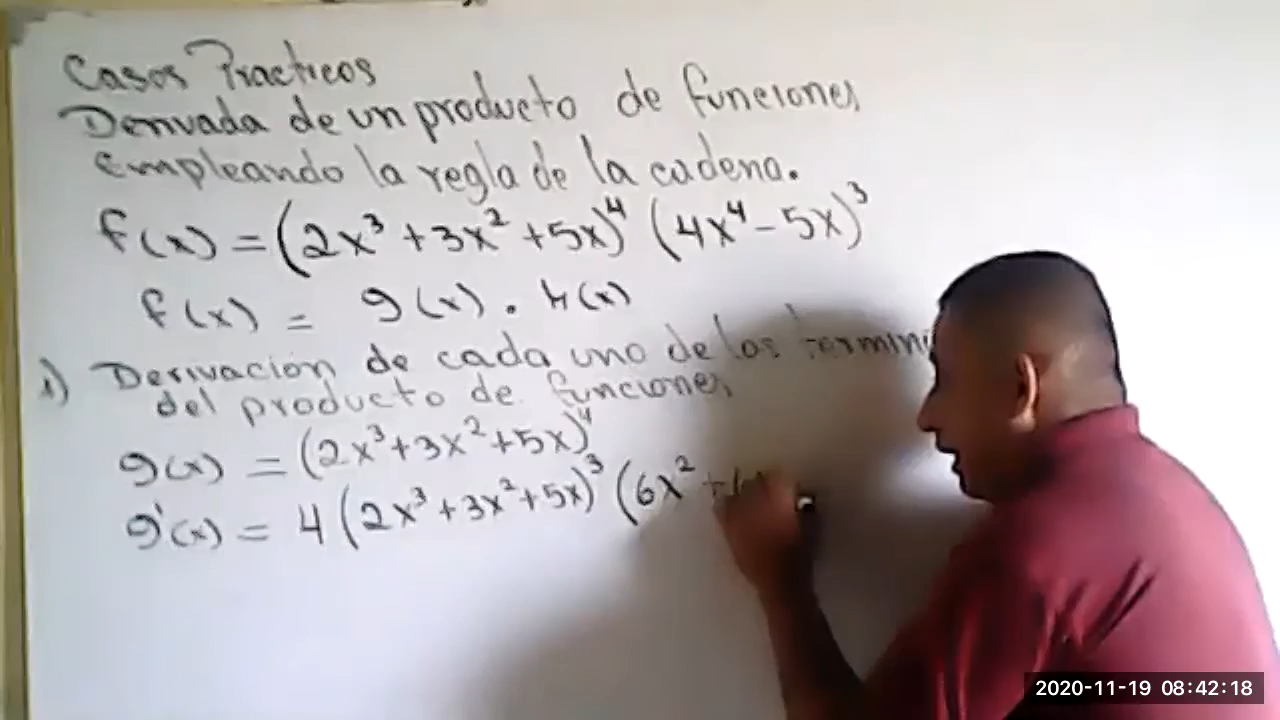 Casos Practicos
Derivada de un producto de funciones
empleando la regla de la cadena.
f(x) = (2x³ + 3x² + 5x)⁴ (4x⁴ - 5x)³
f(x) = g(x) . h(x)
1) Derivación de cada uno de los
del producto de funciones
g(x) = (2x³+3x²+5x)⁴
g'(x) = 4(2x³+3x²+5x)³ (6x² +
2020-11-19 08:42:18